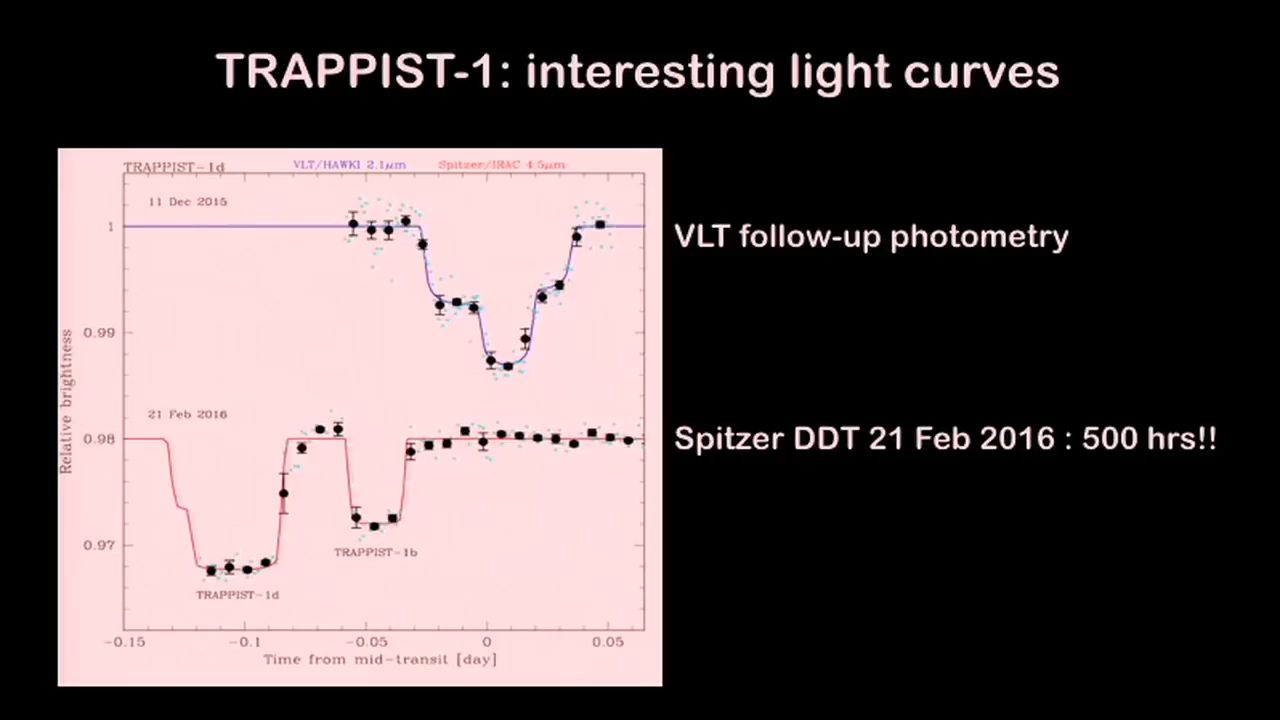 TRAPPIST-1: interesting light curves
TRAPPIST-1d VLT/HAWKI 2.1μm Spitzer/IRAC 4.5μm
11 Dec 2015
1
VLT follow-up photometry
0.99
Relative brightness
21 Feb 2016
0.98
Spitzer DDT 21 Feb 2016 : 500 hrs!!
0.97
TRAPPIST-1b
TRAPPIST-1d
-0.15 -0.1 -0.05 0 0.05
Time from mid-transit [day]